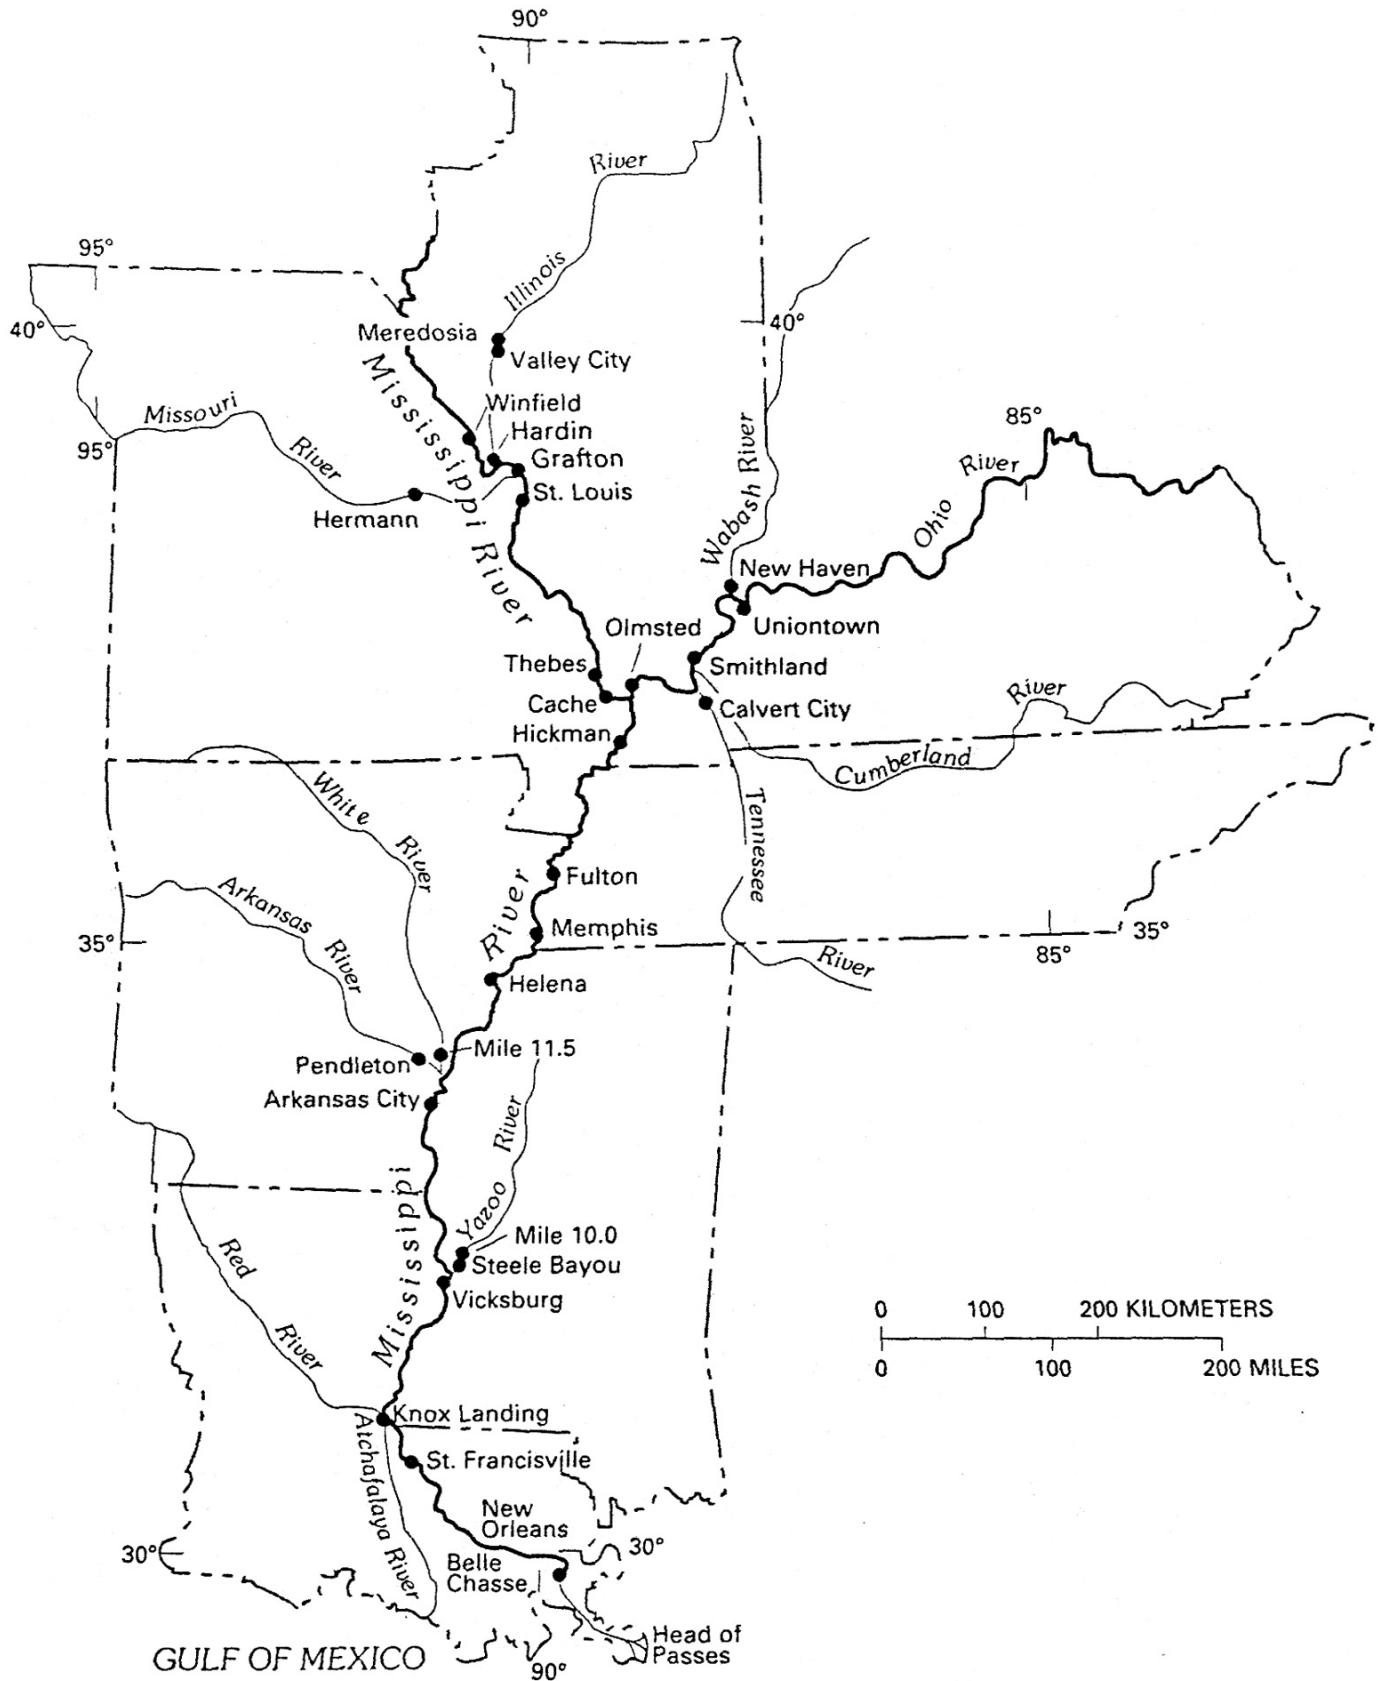 90°
River
95°
Illinois
40°
40°
Meredosia
Valley City
Mississippi River
Winfield
Missouri
River
85°
Hardin
95°
Grafton
River
St. Louis
Hermann
Wabash River
Ohio
New Haven
Olmsted
Uniontown
Thebes
Smithland
Cache
River
Calvert City
Hickman
Cumberland
White
River
Tennessee
Fulton
Arkansas
River
River
Memphis
35°
35°
85°
River
Helena
Mile 11.5
Pendleton
Arkansas City
River
Mississippi
Yazoo
Mile 10.0
Red
Steele Bayou
Vicksburg
0 100 200 KILOMETERS
River
0 100 200 MILES
Knox Landing
Atchafalaya River
St. Francisville
New
Orleans
30°
30°
Belle
Chasse
Head of
Passes
GULF OF MEXICO
90°